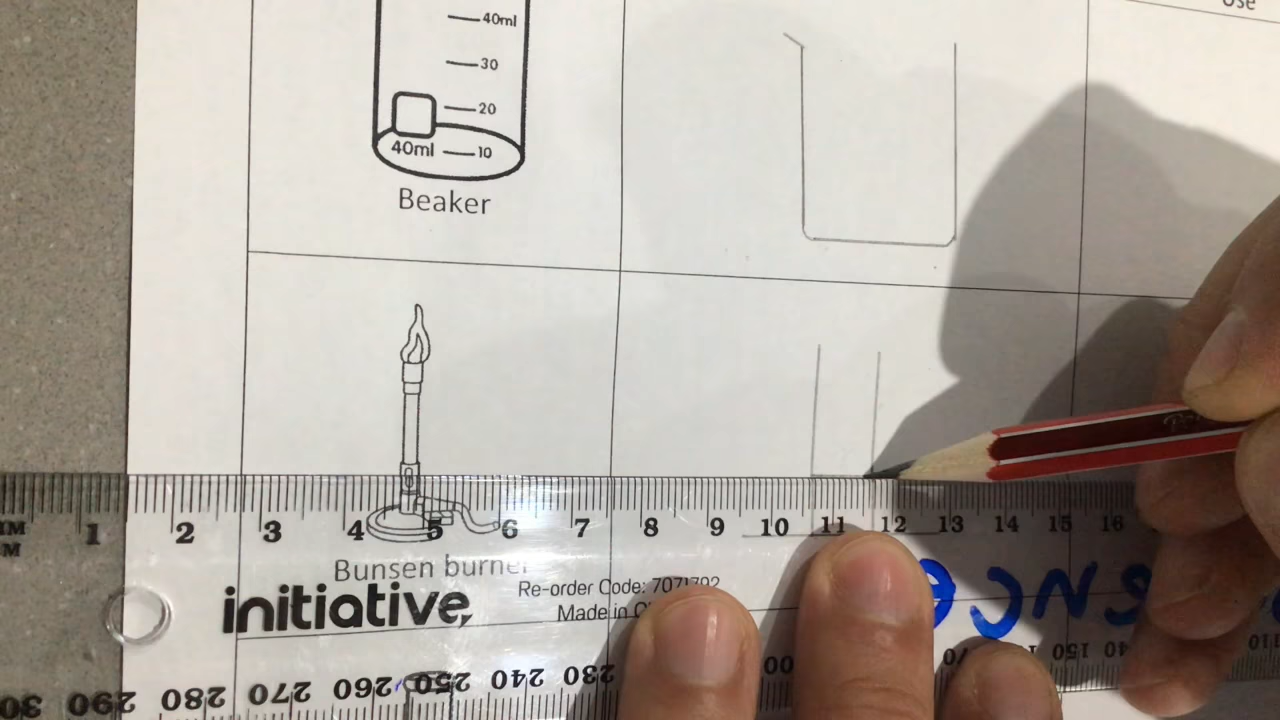 Use
40ml
30
20
40ml 10
Beaker
1 2 3 4 5 6 7 8 9 10 11 12 13 14 15 16
Bunsen burner
Re-order Code: 7071792
initiative
Made in
290 280 270 260 250 240 230
150